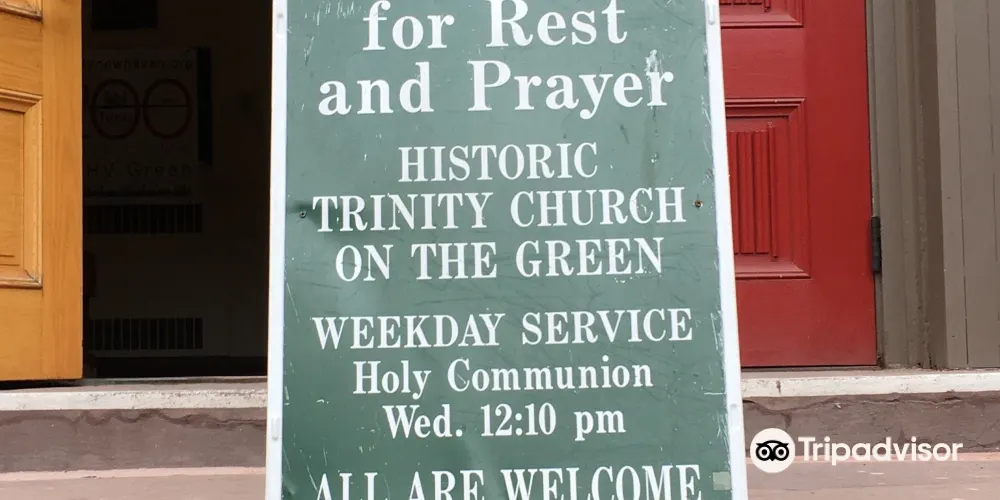 for Rest
and Prayer
HISTORIC
TRINITY CHURCH
ON THE GREEN
WEEKDAY SERVICE
Holy Communion
Wed. 12:10 pm
ALL ARE WELCOME
Tripadvisor